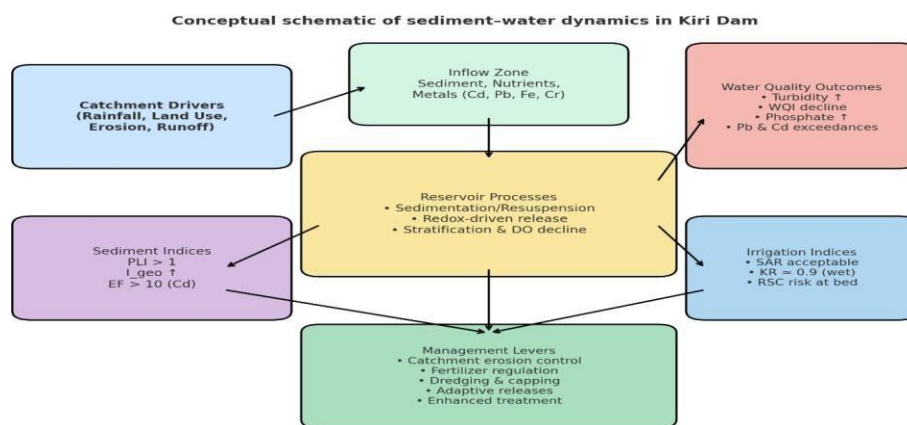 Conceptual schematic of sediment–water dynamics in Kiri Dam
Catchment Drivers
(Rainfall, Land Use,
Erosion, Runoff)
Inflow Zone
Sediment, Nutrients,
Metals (Cd, Pb, Fe, Cr)
Water Quality Outcomes
• Turbidity ↑
• WQI decline
• Phosphate ↑
• Pb & Cd exceedances
Reservoir Processes
• Sedimentation/Resuspension
• Redox-driven release
• Stratification & DO decline
Sediment Indices
PLI > 1
I_geo ↑
EF > 10 (Cd)
Irrigation Indices
• SAR acceptable
• KR ≈ 0.9 (wet)
• RSC risk at bed
Management Levers
• Catchment erosion control
• Fertilizer regulation
• Dredging & capping
• Adaptive releases
• Enhanced treatment